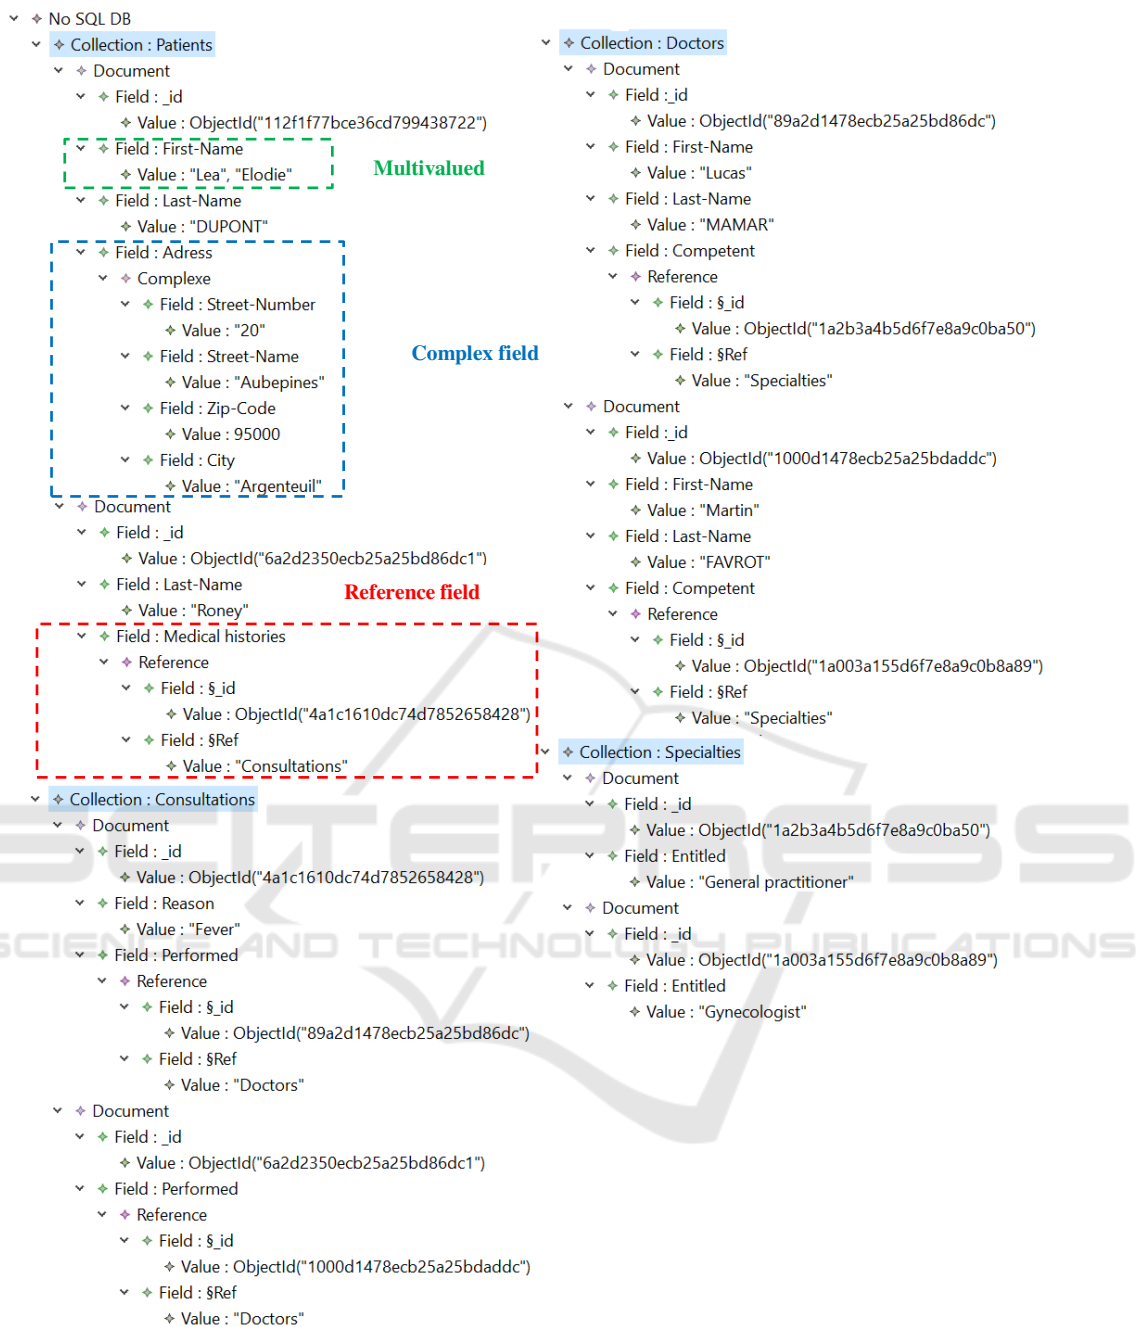 No SQL DB
Collection : Patients
Document
Field : _id
Value : ObjectId("112f1f77bce36cd799438722")
Field : First-Name
Value : "Lea", "Elodie"
Multivalued
Field : Last-Name
Value : "DUPONT"
Field : Adress
Complexe
Field : Street-Number
Value : "20"
Field : Street-Name
Value : "Aubepines"
Complex field
Field : Zip-Code
Value : 95000
Field : City
Value : "Argenteuil"
Document
Field : _id
Value : ObjectId("6a2d2350ecb25a25bd86dc1")
Field : Last-Name
Value : "Roney"
Reference field
Field : Medical histories
Reference
Field : §_id
Value : ObjectId("4a1c1610dc74d7852658428")
Field : §Ref
Value : "Consultations"
Collection : Consultations
Document
Field : _id
Value : ObjectId("4a1c1610dc74d7852658428")
Field : Reason
Value : "Fever"
Field : Performed
Reference
Field : §_id
Value : ObjectId("89a2d1478ecb25a25bd86dc")
Field : §Ref
Value : "Doctors"
Document
Field : _id
Value : ObjectId("6a2d2350ecb25a25bd86dc1")
Field : Performed
Reference
Field : §_id
Value : ObjectId("1000d1478ecb25a25bdaddc")
Field : §Ref
Value : "Doctors"
Collection : Doctors
Document
Field :_id
Value : ObjectId("89a2d1478ecb25a25bd86dc")
Field : First-Name
Value : "Lucas"
Field : Last-Name
Value : "MAMAR"
Field : Competent
Reference
Field : §_id
Value : ObjectId("1a2b3a4b5d6f7e8a9c0ba50")
Field : §Ref
Value : "Specialties"
Document
Field :_id
Value : ObjectId("1000d1478ecb25a25bdaddc")
Field : First-Name
Value : "Martin"
Field : Last-Name
Value : "FAVROT"
Field : Competent
Reference
Field : §_id
Value : ObjectId("1a003a155d6f7e8a9c0b8a89")
Field : §Ref
Value : "Specialties"
Collection : Specialties
Document
Field :_id
Value : ObjectId("1a2b3a4b5d6f7e8a9c0ba50")
Field : Entitled
Value : "General practitioner"
Document
Field :_id
Value : ObjectId("1a003a155d6f7e8a9c0b8a89")
Field : Entitled
Value : "Gynecologist"
SCITEPRESS
SCIENCE AND TECHNOLOGY PUBLICATIONS